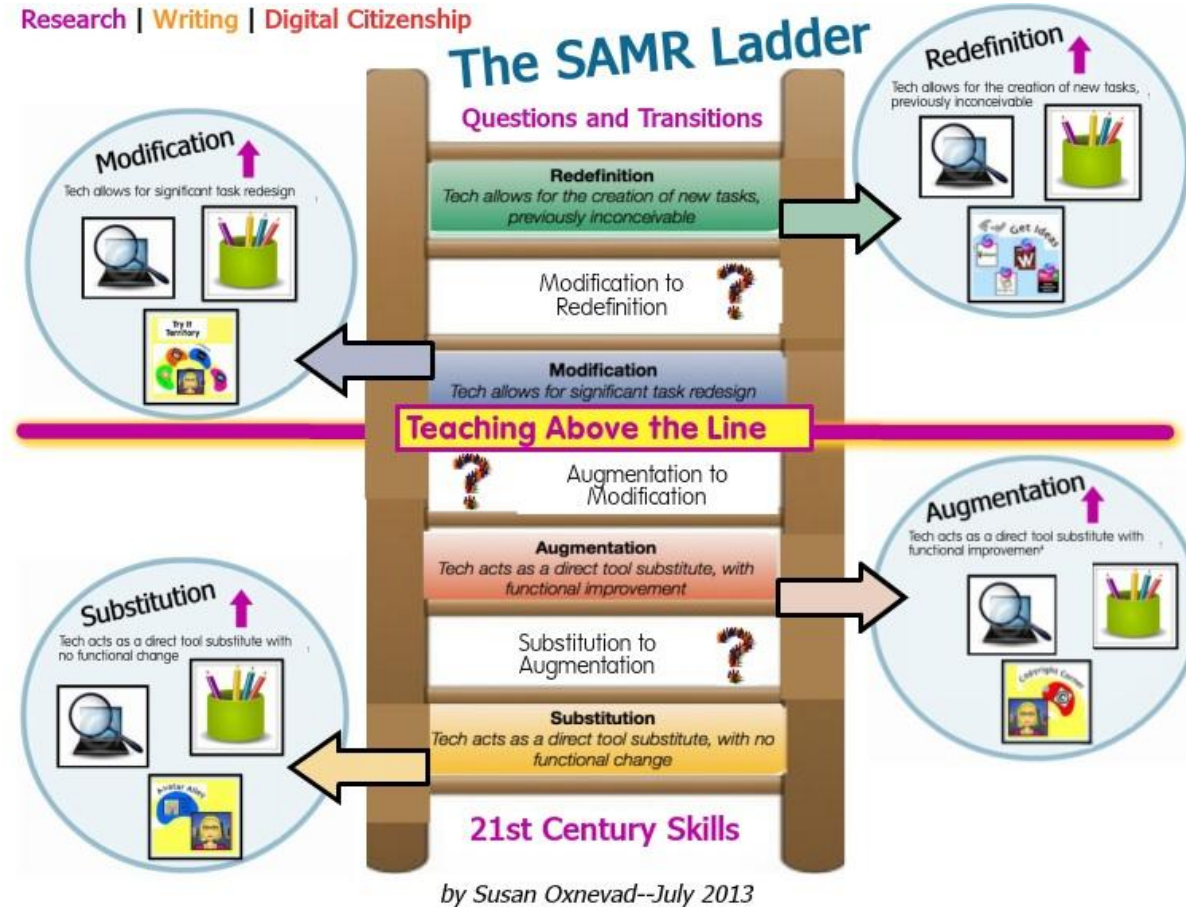 Research | Writing | Digital Citizenship
The SAMR Ladder
Questions and Transitions
Redefinition
Tech allows for the creation of new tasks,
previously inconceivable
Get Ideas
W
Modification
Tech allows for significant task redesign
Try It
Territory
Redefinition
Tech allows for the creation of new tasks,
previously inconceivable
Modification to
Redefinition
?
Modification
Tech allows for significant task redesign
Teaching Above the Line
?
Augmentation to
Modification
Augmentation
Tech acts as a direct tool substitute, with
functional improvement
Augmentation
Tech acts as a direct tool substitute with
functional improvement
Copyright Corner
Substitution to
Augmentation
?
Substitution
Tech acts as a direct tool substitute with
no functional change
Avatar Alley
Substitution
Tech acts as a direct tool substitute, with no
functional change
21st Century Skills
by Susan Oxnevad--July 2013